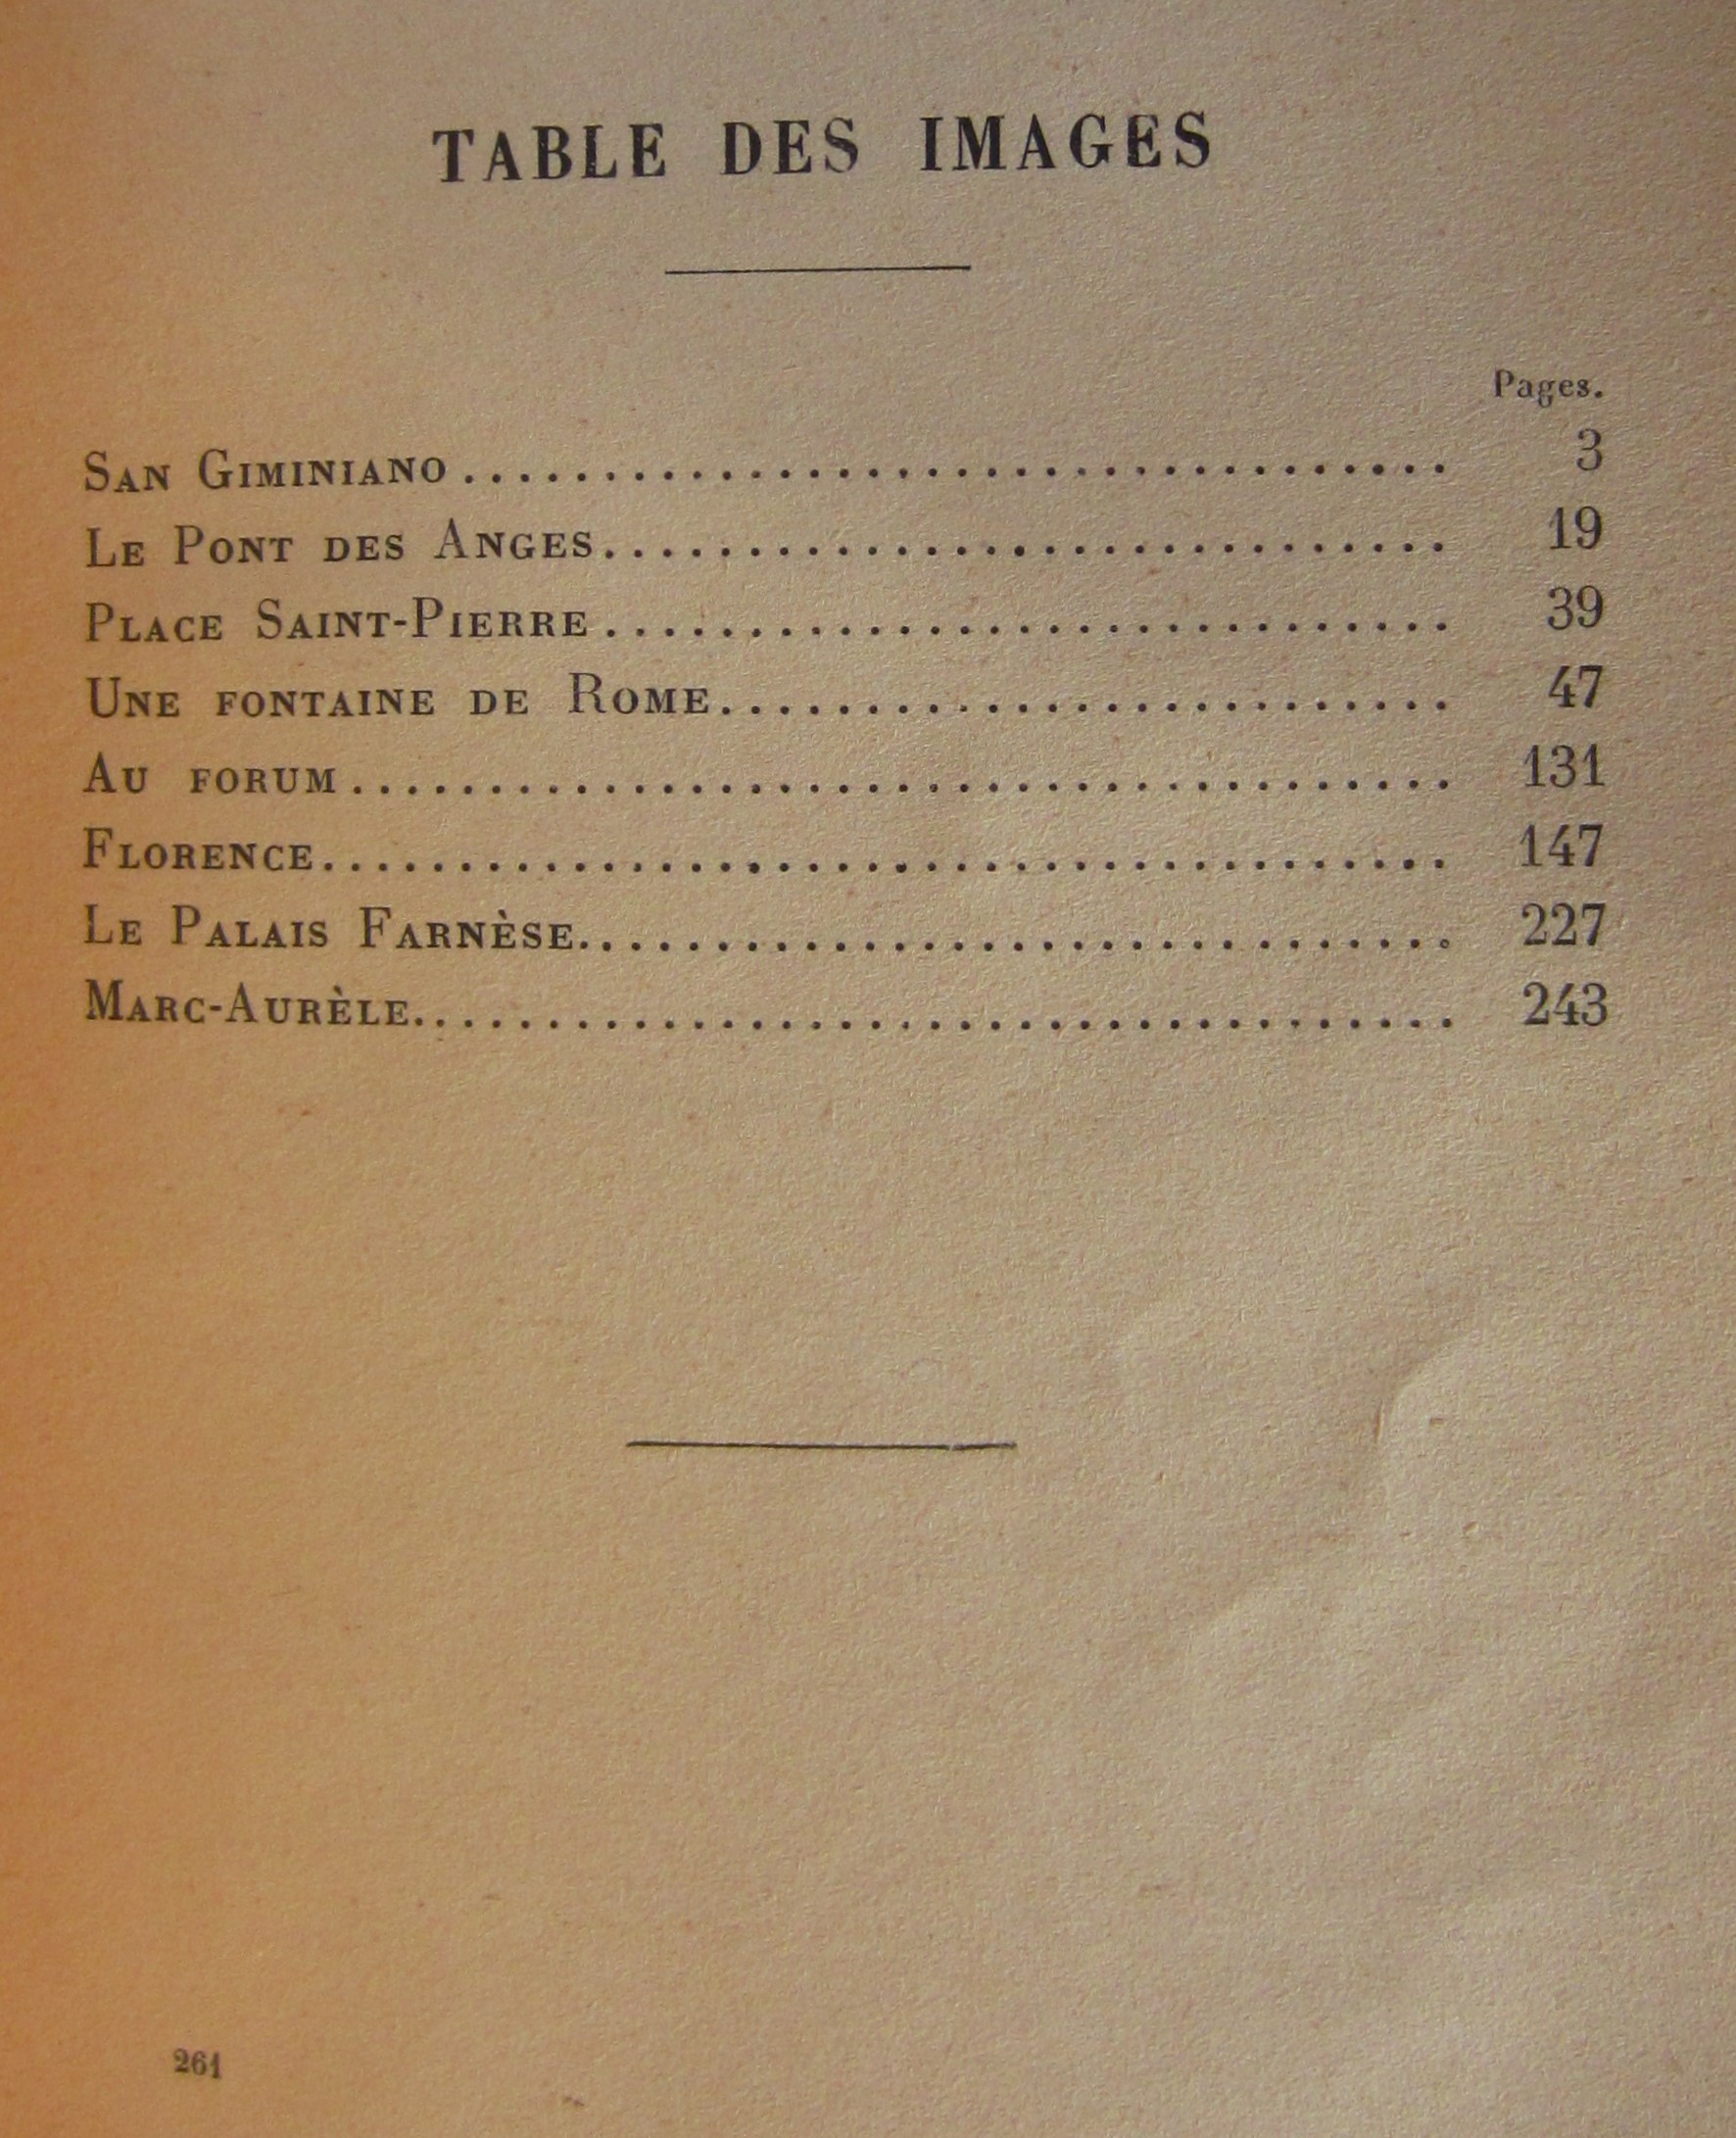 TABLE DES IMAGES
Pages.
San Giminiano........ 3
Le Pont des Anges........ 19
Place Saint-Pierre........ 39
Une fontaine de Rome........ 47
Au forum........ 131
Florence........ 147
Le Palais Farnèse........ 227
Marc-Aurèle........ 243
261